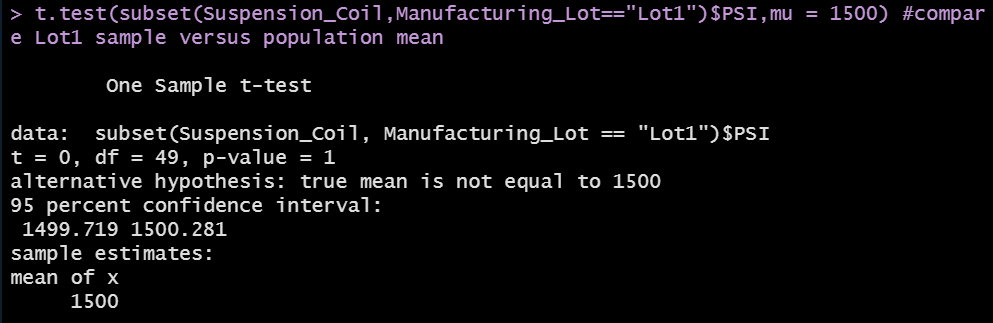 > t.test(subset(Suspension_Coil,Manufacturing_Lot=="Lot1")$PSI,mu = 1500) #compar
e Lot1 sample versus population mean
One Sample t-test
data:  subset(Suspension_Coil, Manufacturing_Lot == "Lot1")$PSI
t = 0, df = 49, p-value = 1
alternative hypothesis: true mean is not equal to 1500
95 percent confidence interval:
1499.719 1500.281
sample estimates:
mean of x
1500